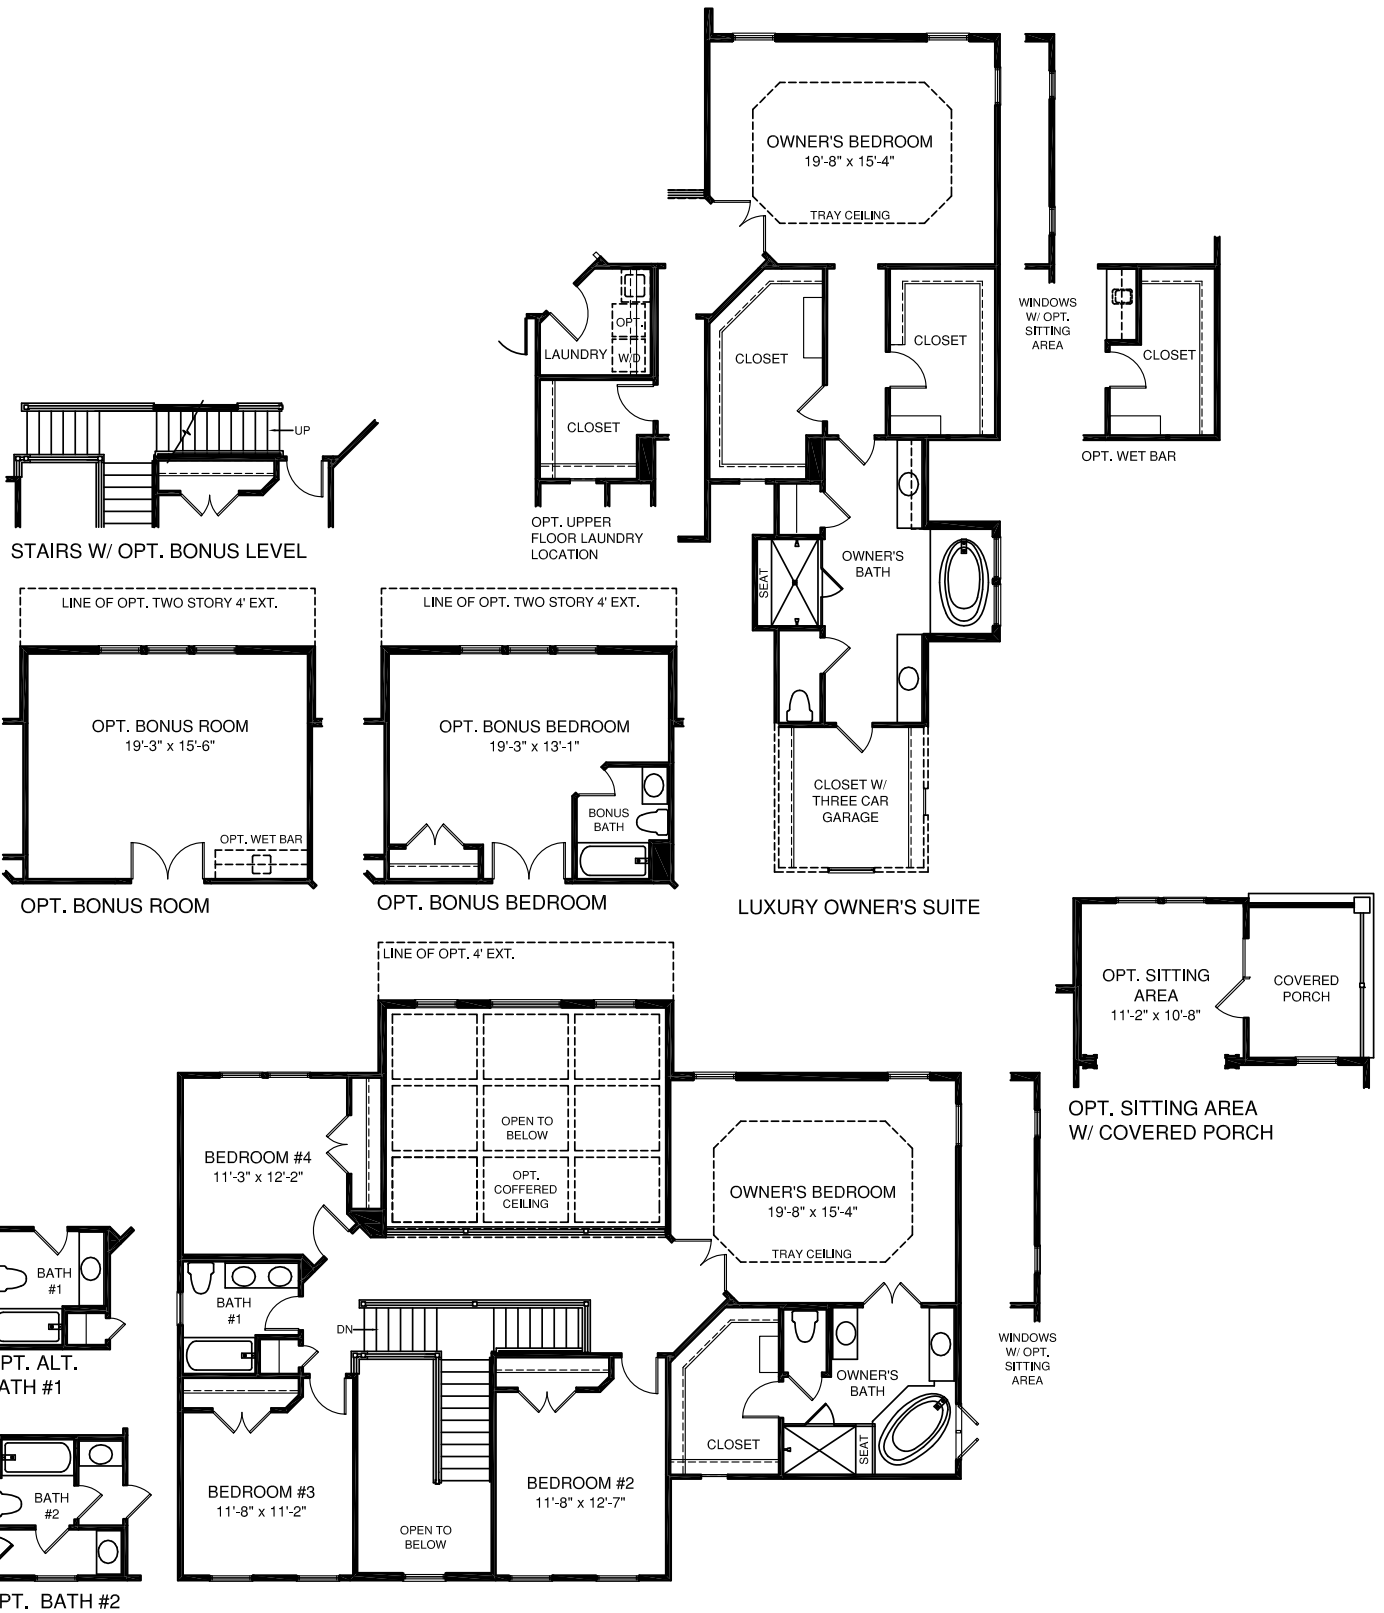 OWNER'S BEDROOM
19'-8" x 15'-4"
TRAY CEILING
WINDOWS
W/ OPT.
SITTING
AREA
OPT.
LAUNDRY
W/D
CLOSET
OPT. UPPER
FLOOR LAUNDRY
LOCATION
CLOSET
CLOSET
CLOSET
OPT. WET BAR
UP
STAIRS W/ OPT. BONUS LEVEL
OWNER'S
BATH
SEAT
CLOSET W/
THREE CAR
GARAGE
LUXURY OWNER'S SUITE
LINE OF OPT. TWO STORY 4' EXT.
OPT. BONUS ROOM
19'-3" x 15'-6"
OPT. WET BAR
OPT. BONUS ROOM
LINE OF OPT. TWO STORY 4' EXT.
OPT. BONUS BEDROOM
19'-3" x 13'-1"
BONUS
BATH
OPT. BONUS BEDROOM
OPT. SITTING
AREA
11'-2" x 10'-8"
COVERED
PORCH
OPT. SITTING AREA
W/ COVERED PORCH
LINE OF OPT. 4' EXT.
OPEN TO
BELOW
OPT.
COFFERED
CEILING
BEDROOM #4
11'-3" x 12'-2"
OWNER'S BEDROOM
19'-8" x 15'-4"
TRAY CEILING
WINDOWS
W/ OPT.
SITTING
AREA
BATH
#1
DN
OWNER'S
BATH
CLOSET
SEAT
BEDROOM #3
11'-8" x 11'-2"
OPEN TO
BELOW
BEDROOM #2
11'-8" x 12'-7"
BATH
#1
PT. ALT.
ATH #1
BATH
#2
PT. BATH #2